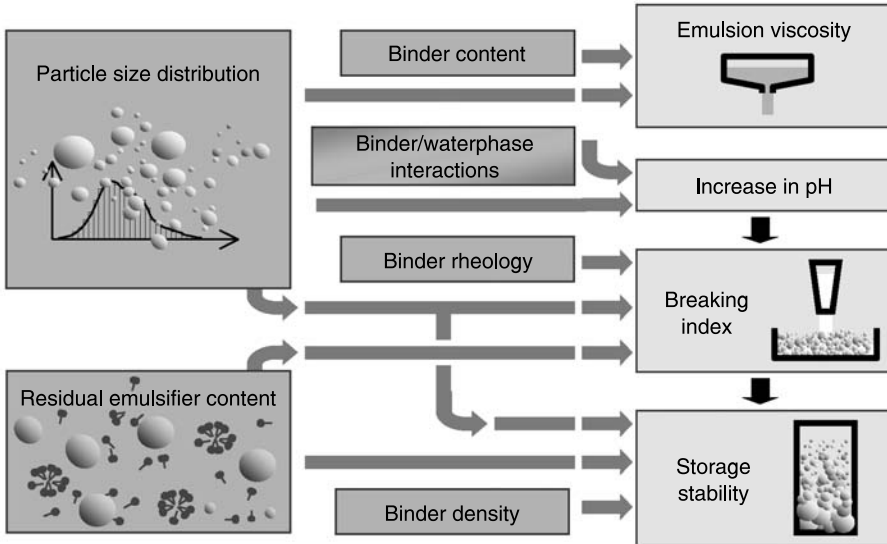 Particle size distribution
Binder content
Emulsion viscosity
Binder/waterphase
interactions
Increase in pH
Binder rheology
Breaking
index
Residual emulsifier content
Binder density
Storage
stability